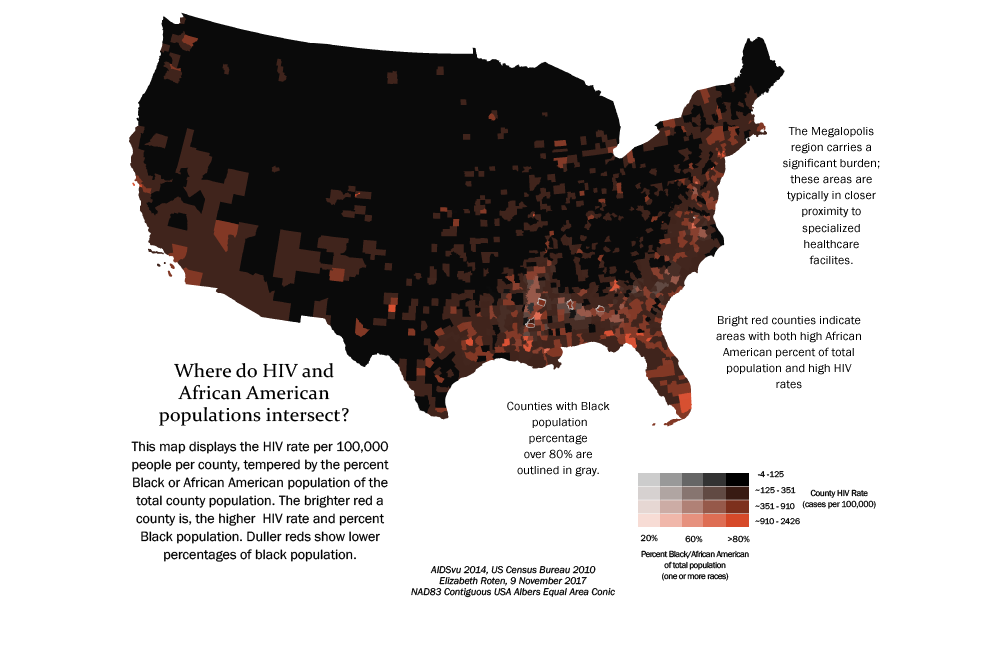 The Megalopolis
region carries a
significant burden;
these areas are
typically in closer
proximity to
specialized
healthcare
facilites.
Bright red counties indicate
areas with both high African
American percent of total
population and high HIV
rates
Where do HIV and
African American
populations intersect?
This map displays the HIV rate per 100,000
people per county, tempered by the percent
Black or African American population of the
total county population. The brighter red a
county is, the higher HIV rate and percent
Black population. Duller reds show lower
percentages of black population.
Counties with Black
population
percentage
over 80% are
outlined in gray.
-4 -125
~125 - 351
~351 - 910
~910 - 2426
County HIV Rate
(cases per 100,000)
20% 60% >80%
Percent Black/African American
of total population
(one or more races)
AIDSvu 2014, US Census Bureau 2010
Elizabeth Roten, 9 November 2017
NAD83 Contiguous USA Albers Equal Area Conic